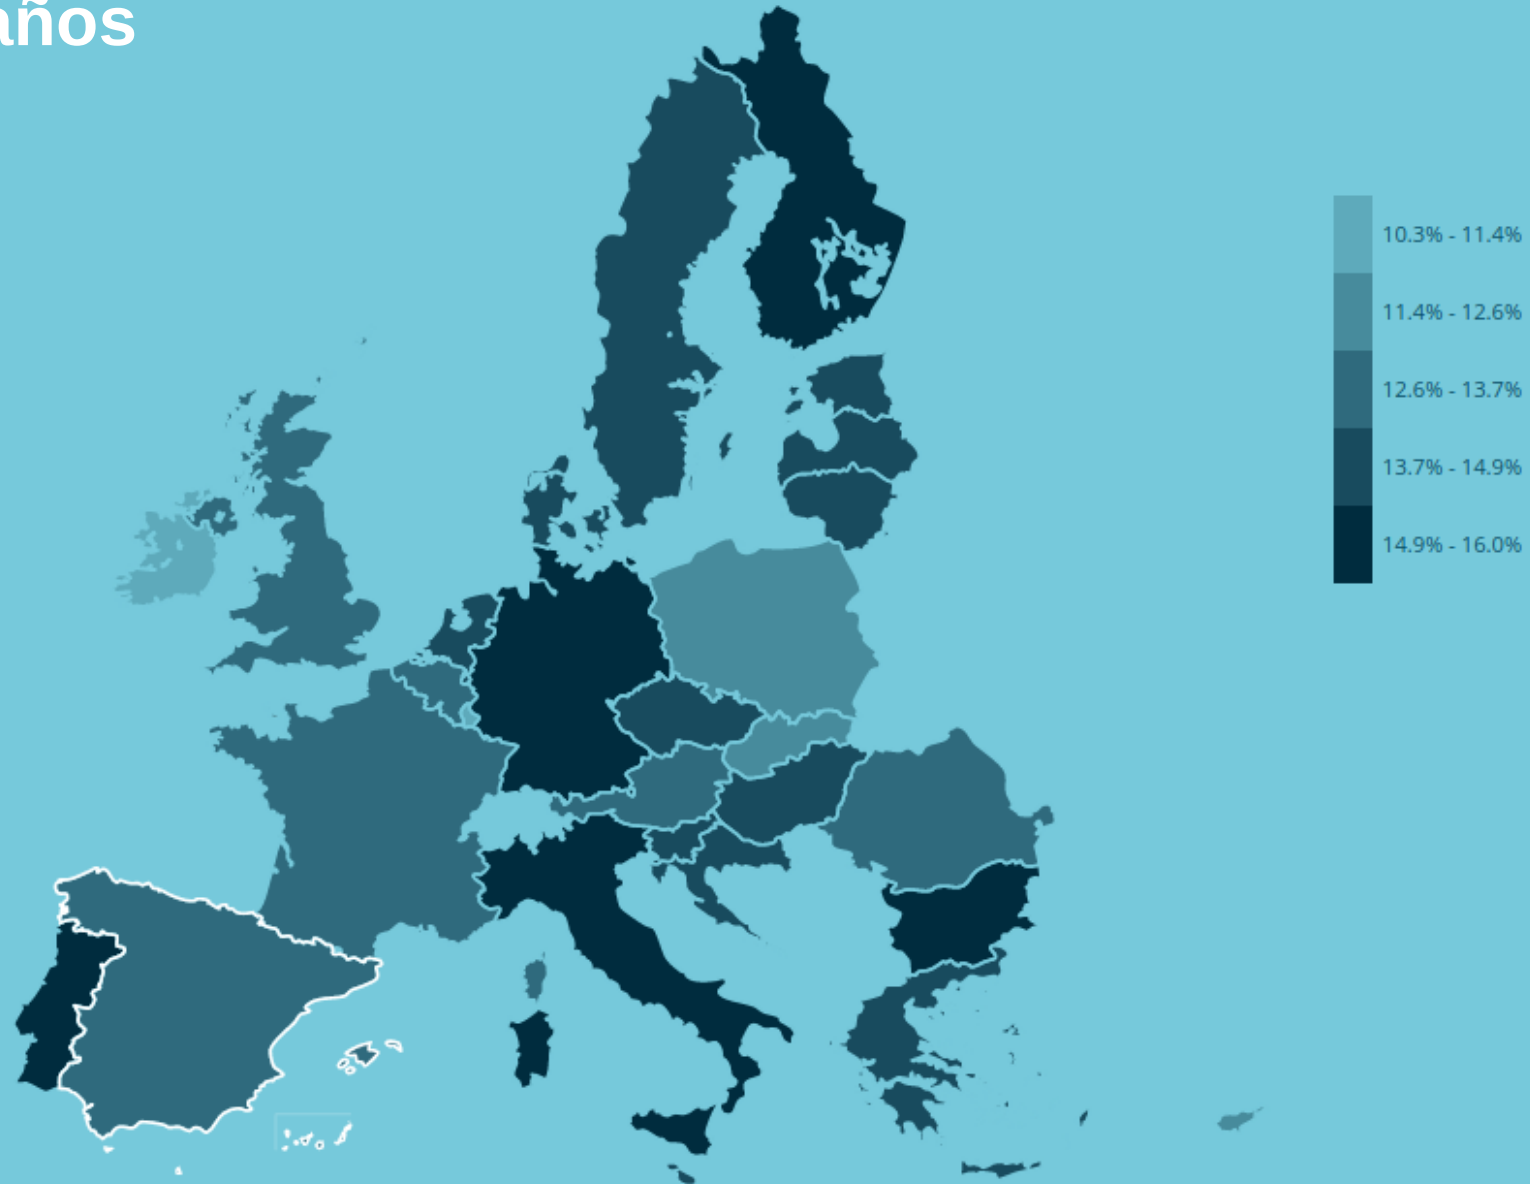 años
10.3% - 11.4%
11.4% - 12.6%
12.6% - 13.7%
13.7% - 14.9%
14.9% - 16.0%